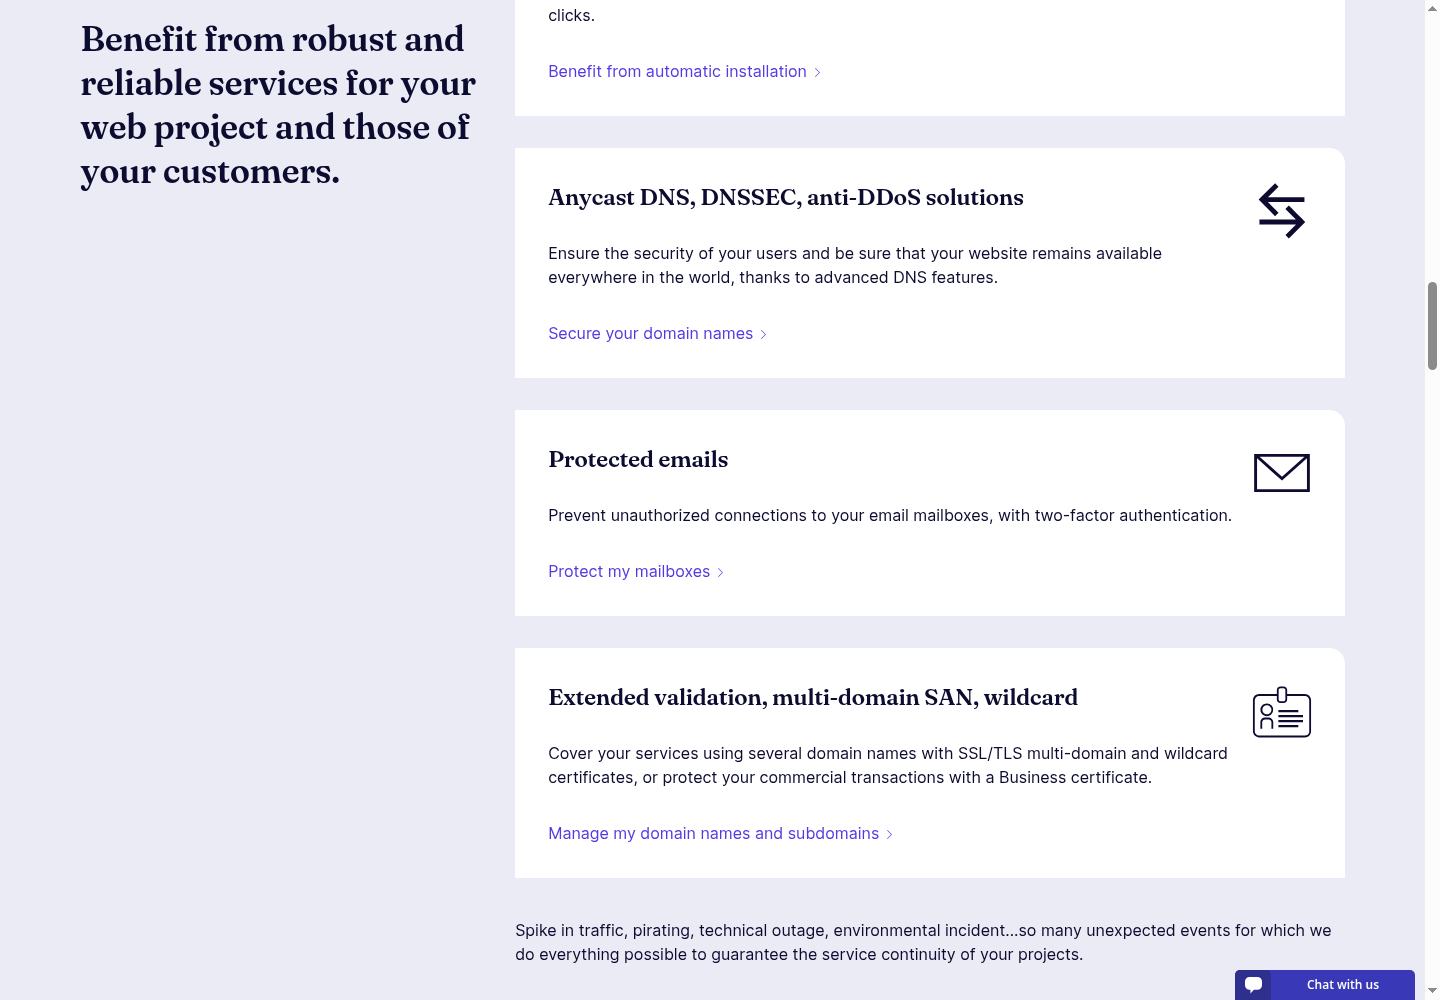 Benefit from robust and
reliable services for your
web project and those of
your customers.
clicks.
Benefit from automatic installation
Anycast DNS, DNSSEC, anti-DDoS solutions
Ensure the security of your users and be sure that your website remains available
everywhere in the world, thanks to advanced DNS features.
Secure your domain names
Protected emails
Prevent unauthorized connections to your email mailboxes, with two-factor authentication.
Protect my mailboxes
Extended validation, multi-domain SAN, wildcard
Cover your services using several domain names with SSL/TLS multi-domain and wildcard
certificates, or protect your commercial transactions with a Business certificate.
Manage my domain names and subdomains
Spike in traffic, pirating, technical outage, environmental incident...so many unexpected events for which we
do everything possible to guarantee the service continuity of your projects.
Chat with us